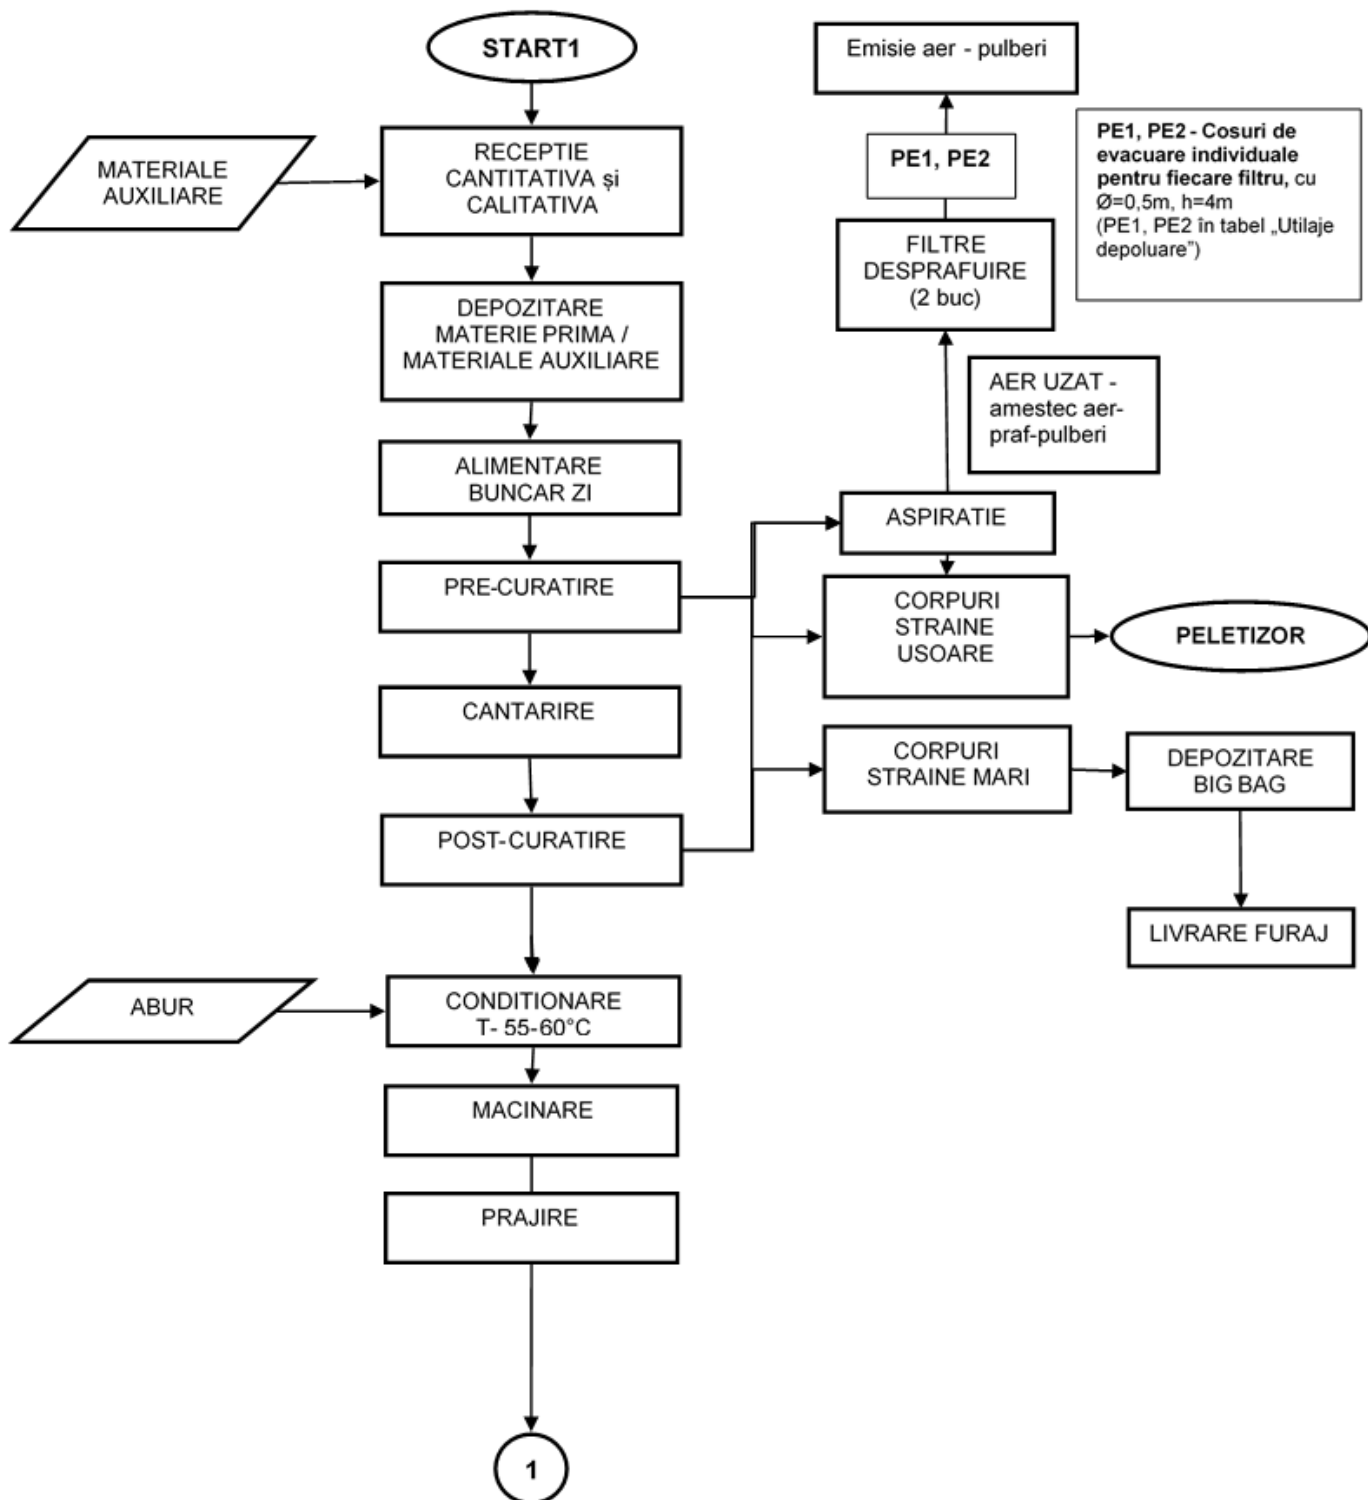 START1
MATERIALE
AUXILIARE
RECEPTIE
CANTITATIVA și
CALITATIVA
DEPOZITARE
MATERIE PRIMA /
MATERIALE AUXILIARE
ALIMENTARE
BUNCAR ZI
PRE-CURATIRE
CANTARIRE
POST-CURATIRE
ABUR
CONDITIONARE
T- 55-60°C
MACINARE
PRAJIRE
1
Emisie aer - pulberi
PE1, PE2
PE1, PE2 - Cosuri de
evacuare individuale
pentru fiecare filtru, cu
Ø=0,5m, h=4m
(PE1, PE2 în tabel „Utilaje
depoluare”)
FILTRE
DESPRAFUIRE
(2 buc)
AER UZAT -
amestec aer-
praf-pulberi
ASPIRATIE
CORPURI
STRAINE
USOARE
PELETIZOR
CORPURI
STRAINE MARI
DEPOZITARE
BIG BAG
LIVRARE FURAJ